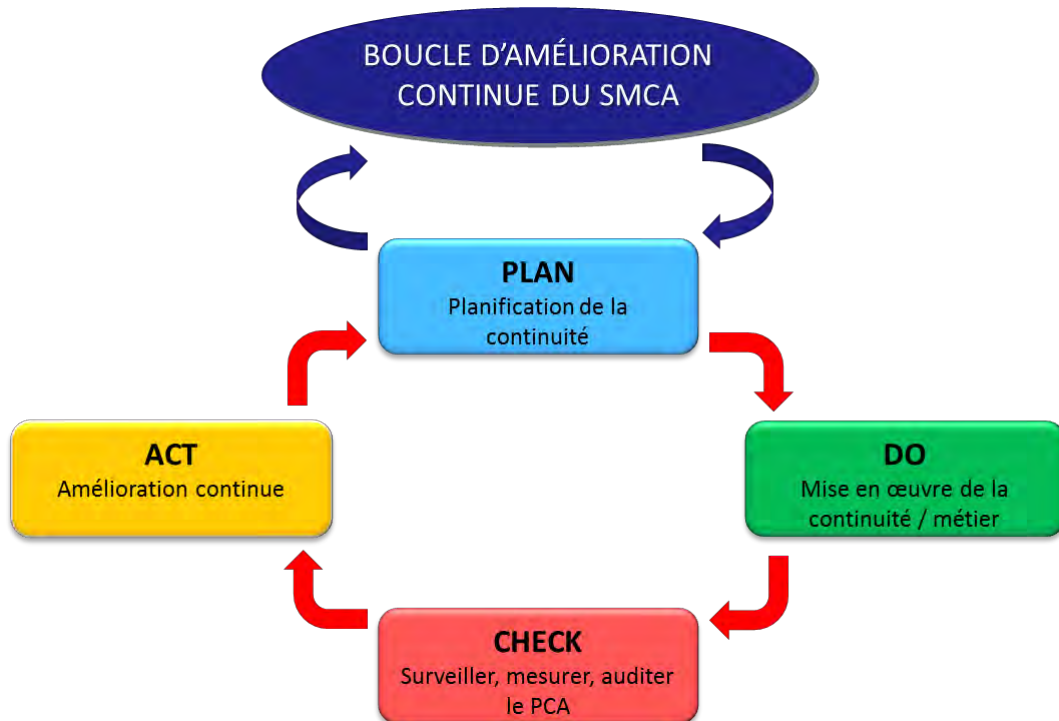 BOUCLE D'AMÉLIORATION
CONTINUE DU SMCA
PLAN
Planification de la
continuité
ACT
Amélioration continue
DO
Mise en œuvre de la
continuité / métier
CHECK
Surveiller, mesurer, auditer
le PCA